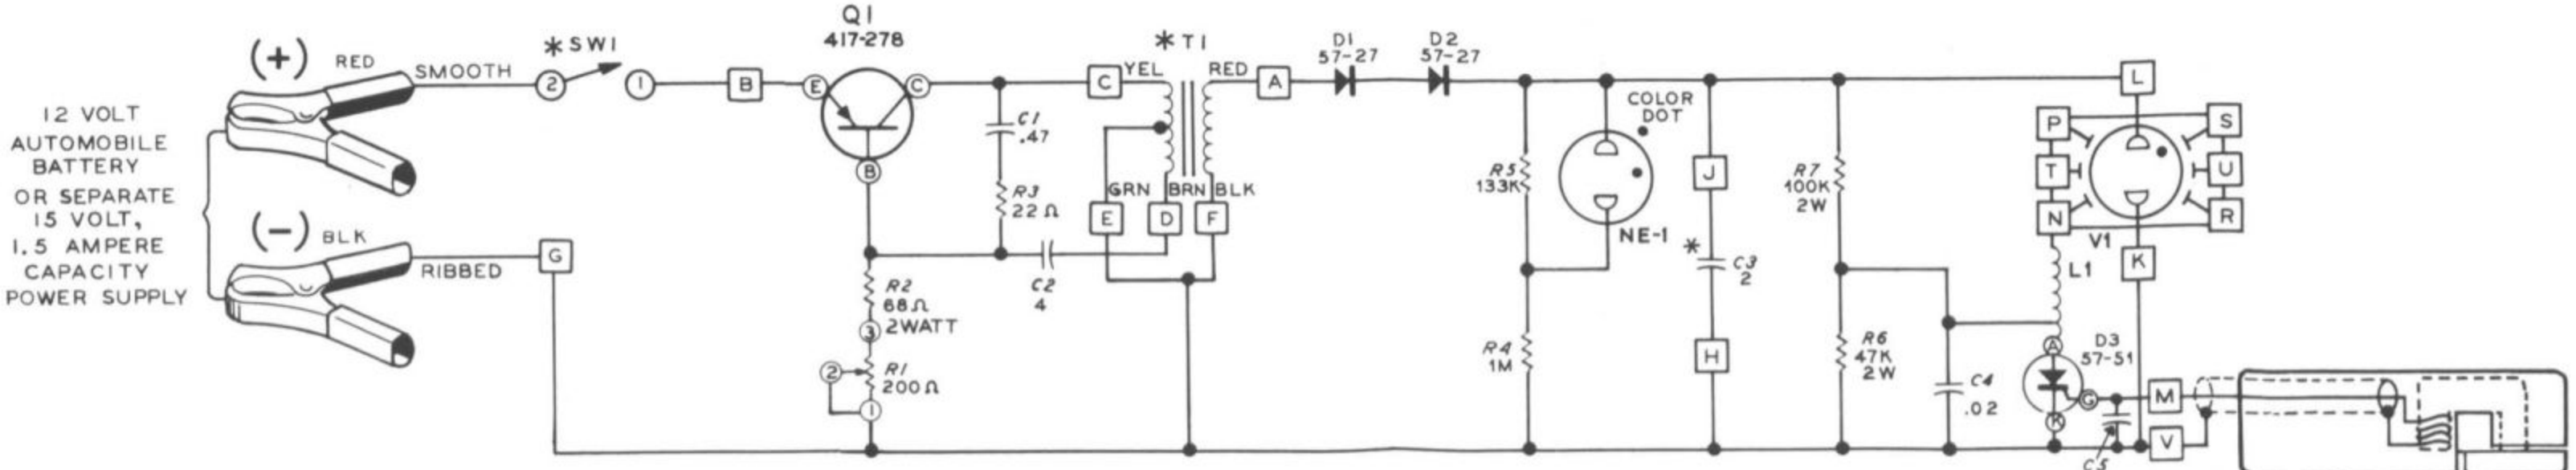 12 VOLT
AUTOMOBILE
BATTERY
OR SEPARATE
15 VOLT,
1.5 AMPERE
CAPACITY
POWER SUPPLY
(+)
RED
SMOOTH
(-)
BLK
RIBBED
G
* SW1
2
1
B
Q1
417-278
E
C
B
C1
.47
R3
22 Ω
C2
4
R2
68Ω
2WATT
3
2
R1
200Ω
1
* T1
C
YEL
RED
A
GRN
BRN
BLK
E
D
F
D1
57-27
D2
57-27
R5
133K
R4
1M
COLOR
DOT
NE-1
J
*
C3
2
H
R7
100K
2W
R6
47K
2W
C4
.02
L
P
S
T
U
N
R
V1
K
L1
A
D3
57-51
G
K
C5
M
V